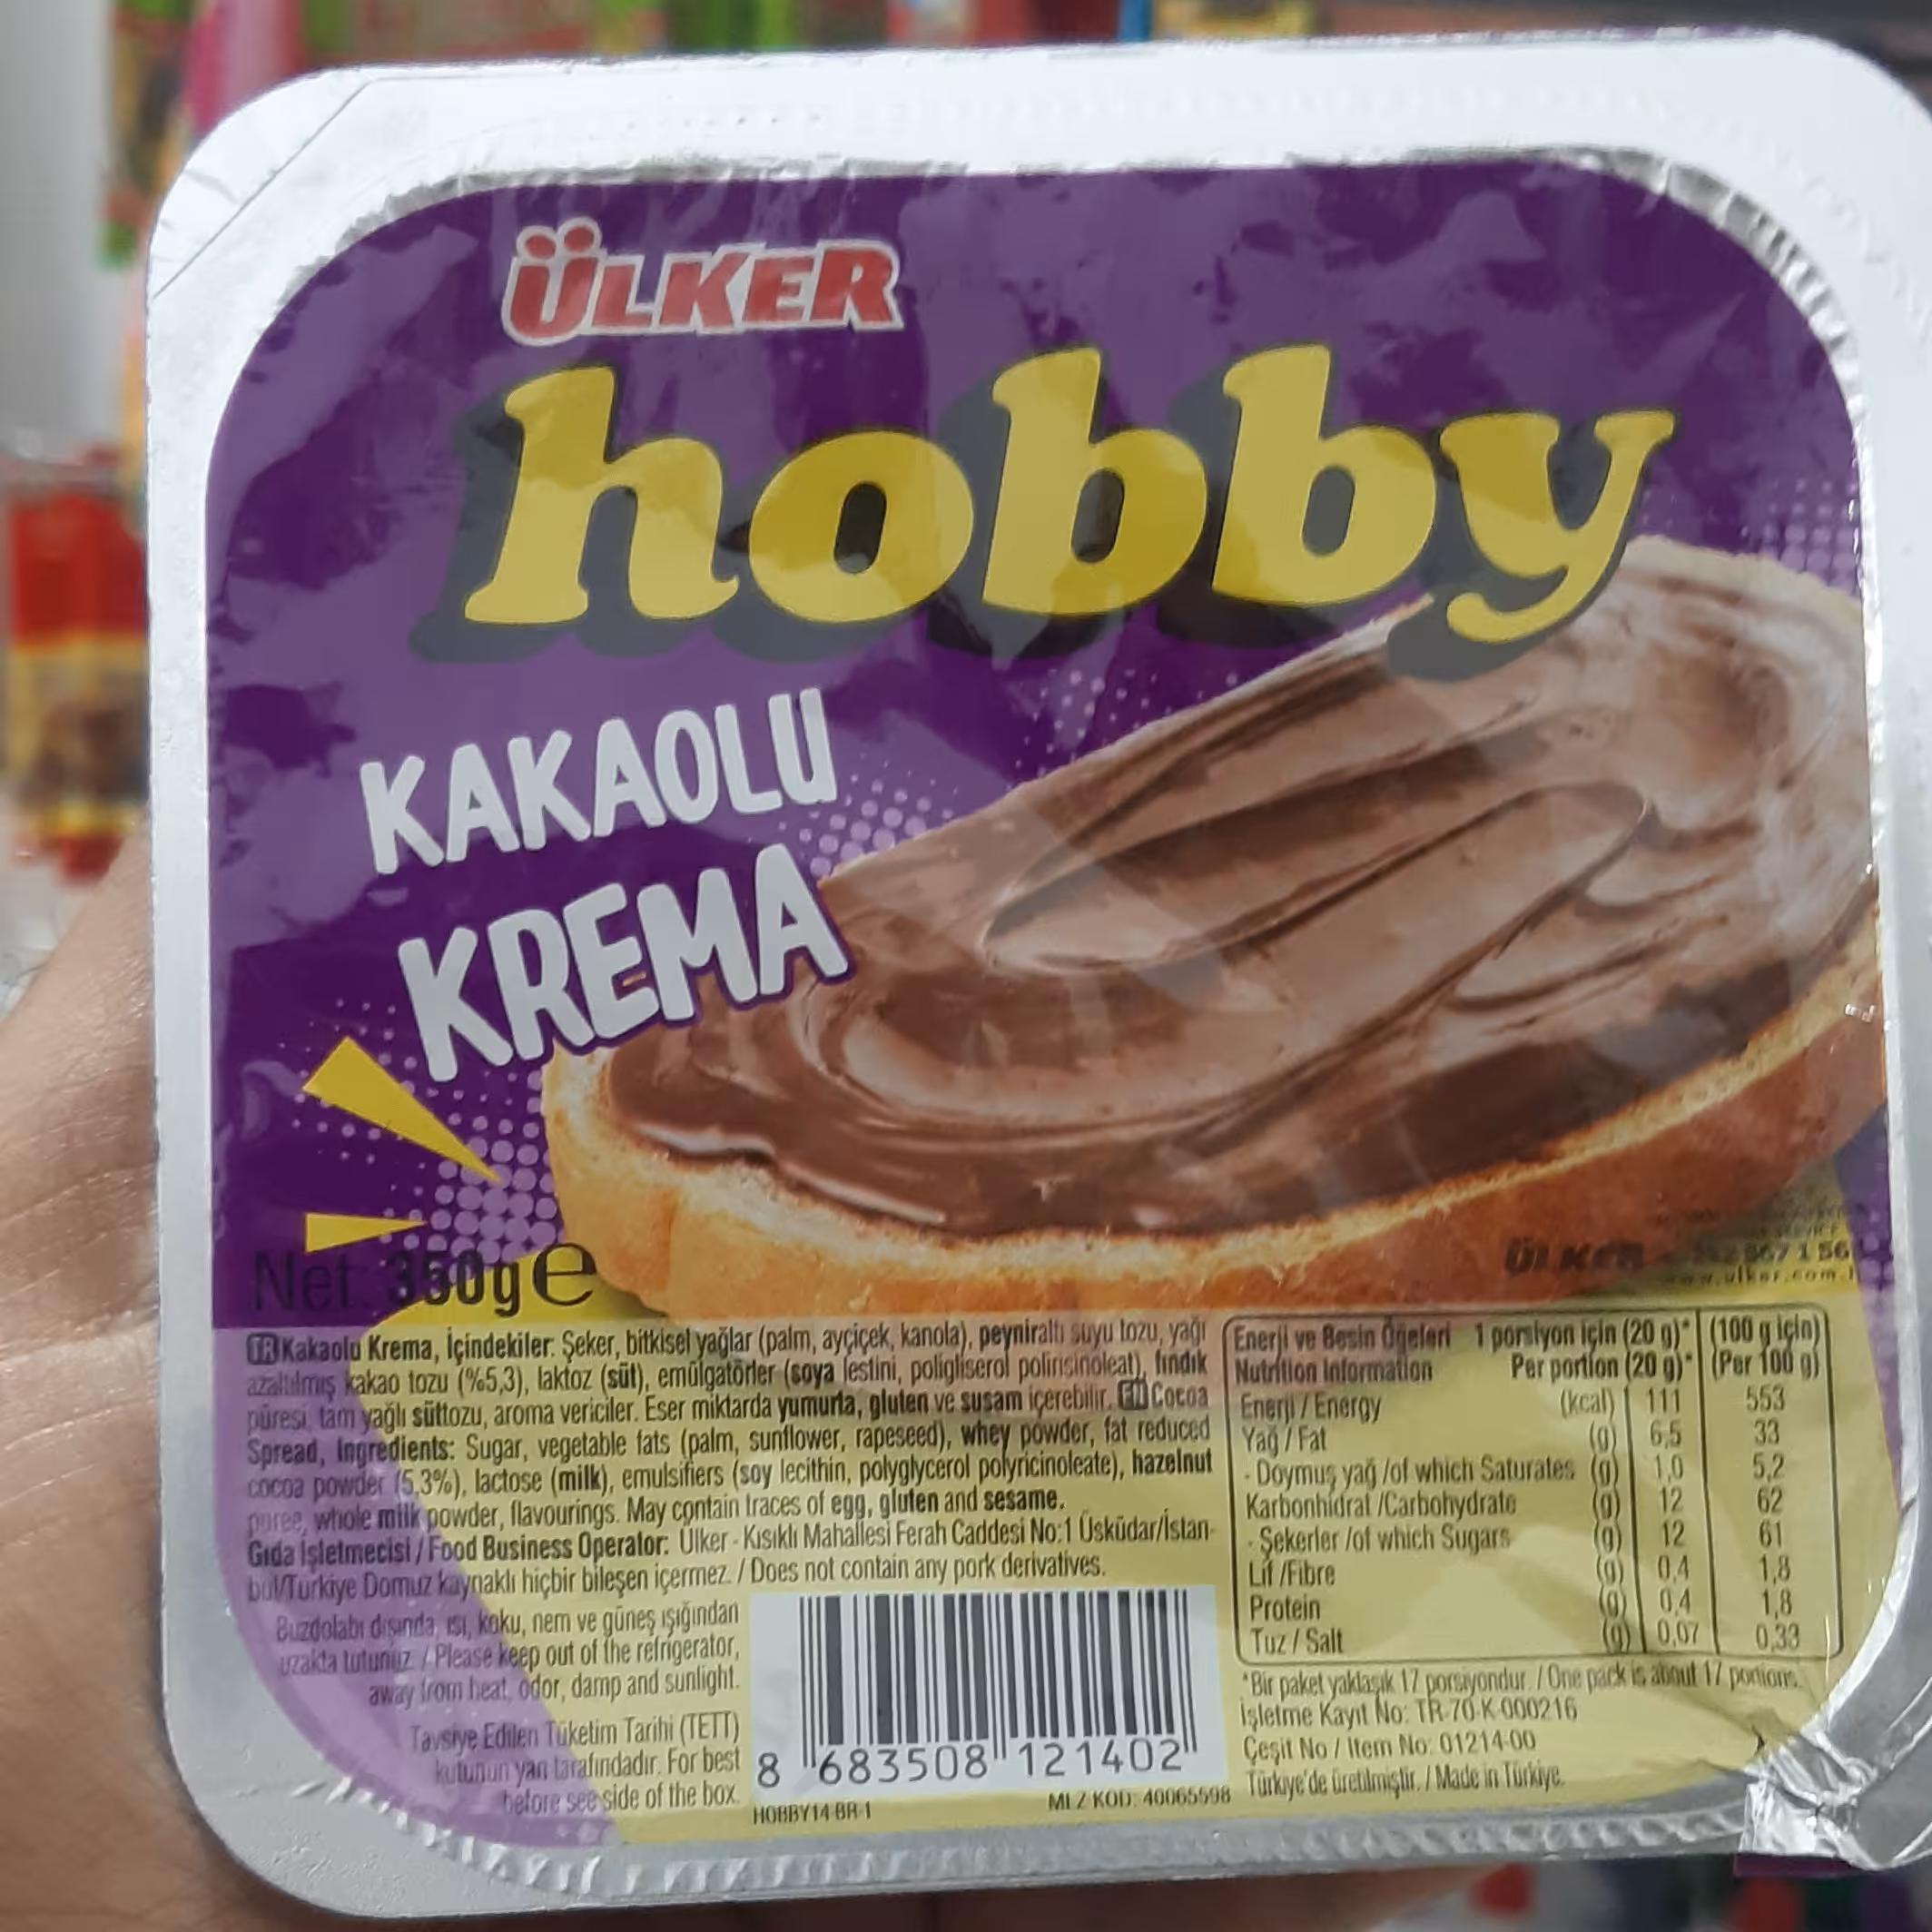 ÜLKER
hobby
KAKAOLU
KREMA
Net 350g e
ÜLKER
TR Kakaolu Krema, İçindekiler: Şeker, bitkisel yağlar (palm, ayçiçek, kanola), peyniraltı suyu tozu, yağı
azaltılmış kakao tozu (%5,3), laktoz (süt), emülgatörler (soya lestini, poligliserol polirisinoleat), fındık
püresi, tam yağlı süttozu, aroma vericiler. Eser miktarda yumurta, gluten ve susam içerebilir. EN Cocoa
Spread, Ingredients: Sugar, vegetable fats (palm, sunflower, rapeseed), whey powder, fat reduced
cocoa powder (5,3%), lactose (milk), emulsifiers (soy lecithin, polyglycerol polyricinoleate), hazelnut
puree, whole milk powder, flavourings. May contain traces of egg, gluten and sesame.
Gıda İşletmecisi / Food Business Operator: Ülker - Kısıklı Mahallesi Ferah Caddesi No:1 Üsküdar/İstan-
bul/Türkiye Domuz kaynaklı hiçbir bileşen içermez. / Does not contain any pork derivatives.
Buzdolabı dışında, ısı, koku, nem ve güneş ışığından
uzakta tutunuz. / Please keep out of the refrigerator,
away from heat, odor, damp and sunlight.
Tavsiye Edilen Tüketim Tarihi (TETT)
kutunun yan tarafındadır. For best
before see side of the box.
8 683508 121402
HOBBY14-BR-1
MLZ KOD: 40065598
Enerji ve Besin Ögeleri 1 porsiyon için (20 g)* (100 g için)
Nutrition Information Per portion (20 g)* (Per 100 g)
Enerji / Energy (kcal) 111 553
Yağ / Fat (g) 6,5 33
- Doymuş yağ /of which Saturates (g) 1,0 5,2
Karbonhidrat /Carbohydrate (g) 12 62
- Şekerler /of which Sugars (g) 12 61
Lif /Fibre (g) 0,4 1,8
Protein (g) 0,4 1,8
Tuz / Salt (g) 0,07 0,33
*Bir paket yaklaşık 17 porsiyondur. / One pack is about 17 portions.
İşletme Kayıt No: TR-70-K-000216
Çeşit No / Item No: 01214-00
Türkiye'de üretilmiştir. / Made in Türkiye.